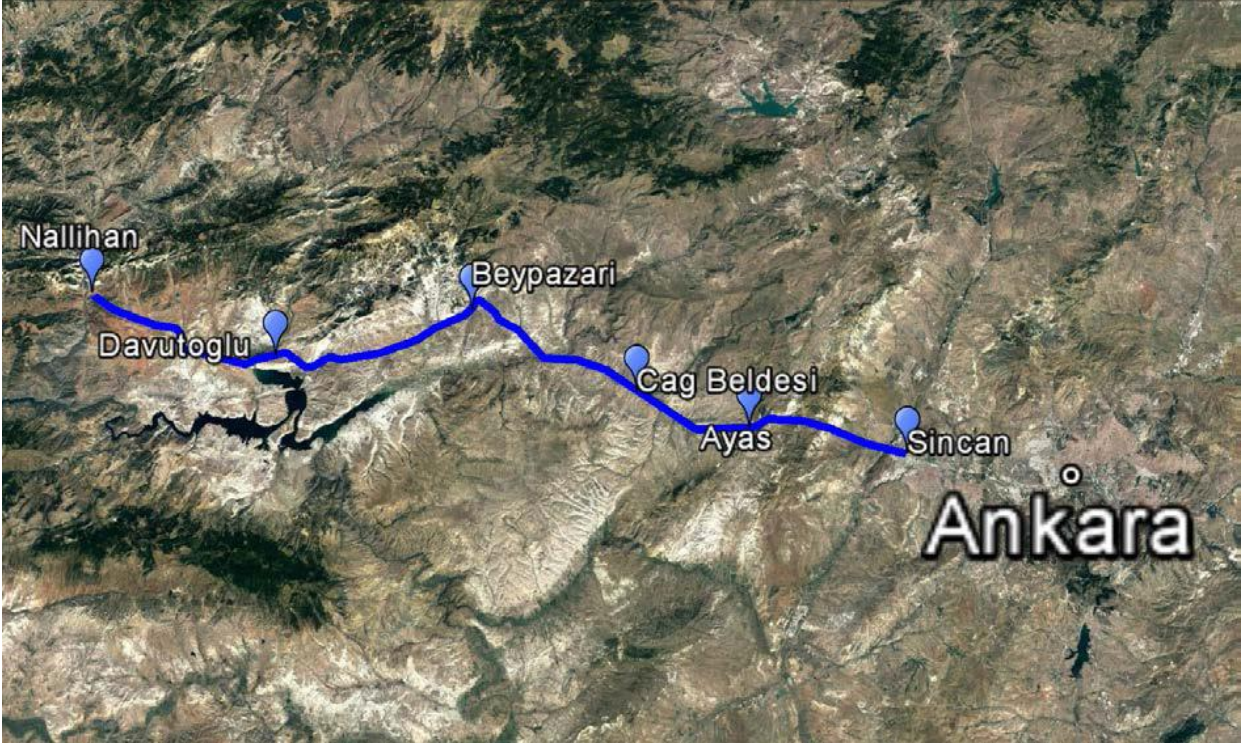 Nallihan
Beypazari
Davutoglu
Cag Beldesi
Ayas
Sincan
Ankara